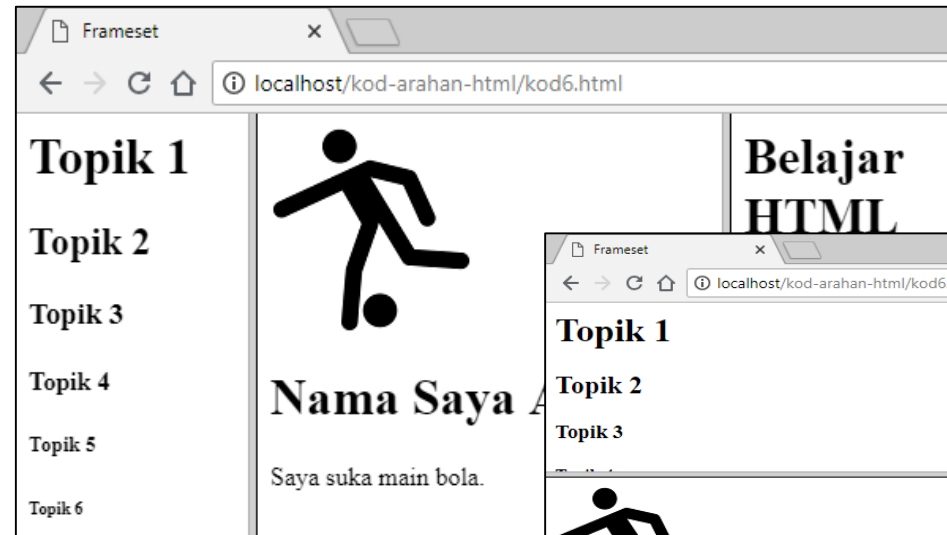 Frameset
localhost/kod-arahan-html/kod6.html
Topik 1
Topik 2
Topik 3
Topik 4
Topik 5
Topik 6
Nama Saya
Saya suka main bola.
Belajar
HTML
Frameset
localhost/kod-arahan-html/kod6
Topik 1
Topik 2
Topik 3